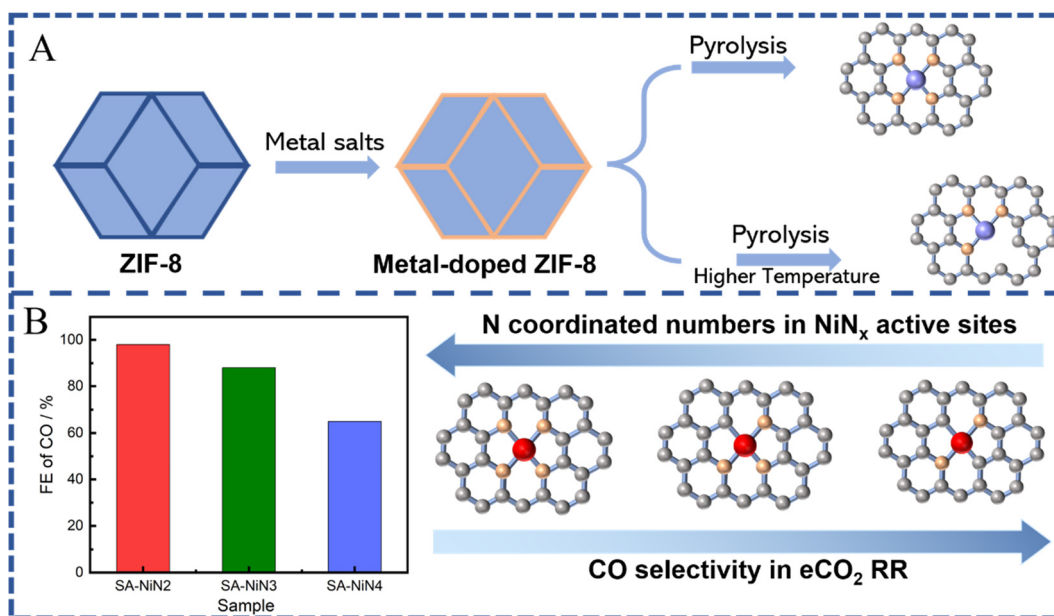 A
ZIF-8
Metal salts
Metal-doped ZIF-8
Pyrolysis
Pyrolysis
Higher Temperature
B
FE of CO / %
100
80
60
40
20
0
SA-NiN2
SA-NiN3
SA-NiN4
Sample
N coordinated numbers in NiNₓ active sites
CO selectivity in eCO₂ RR